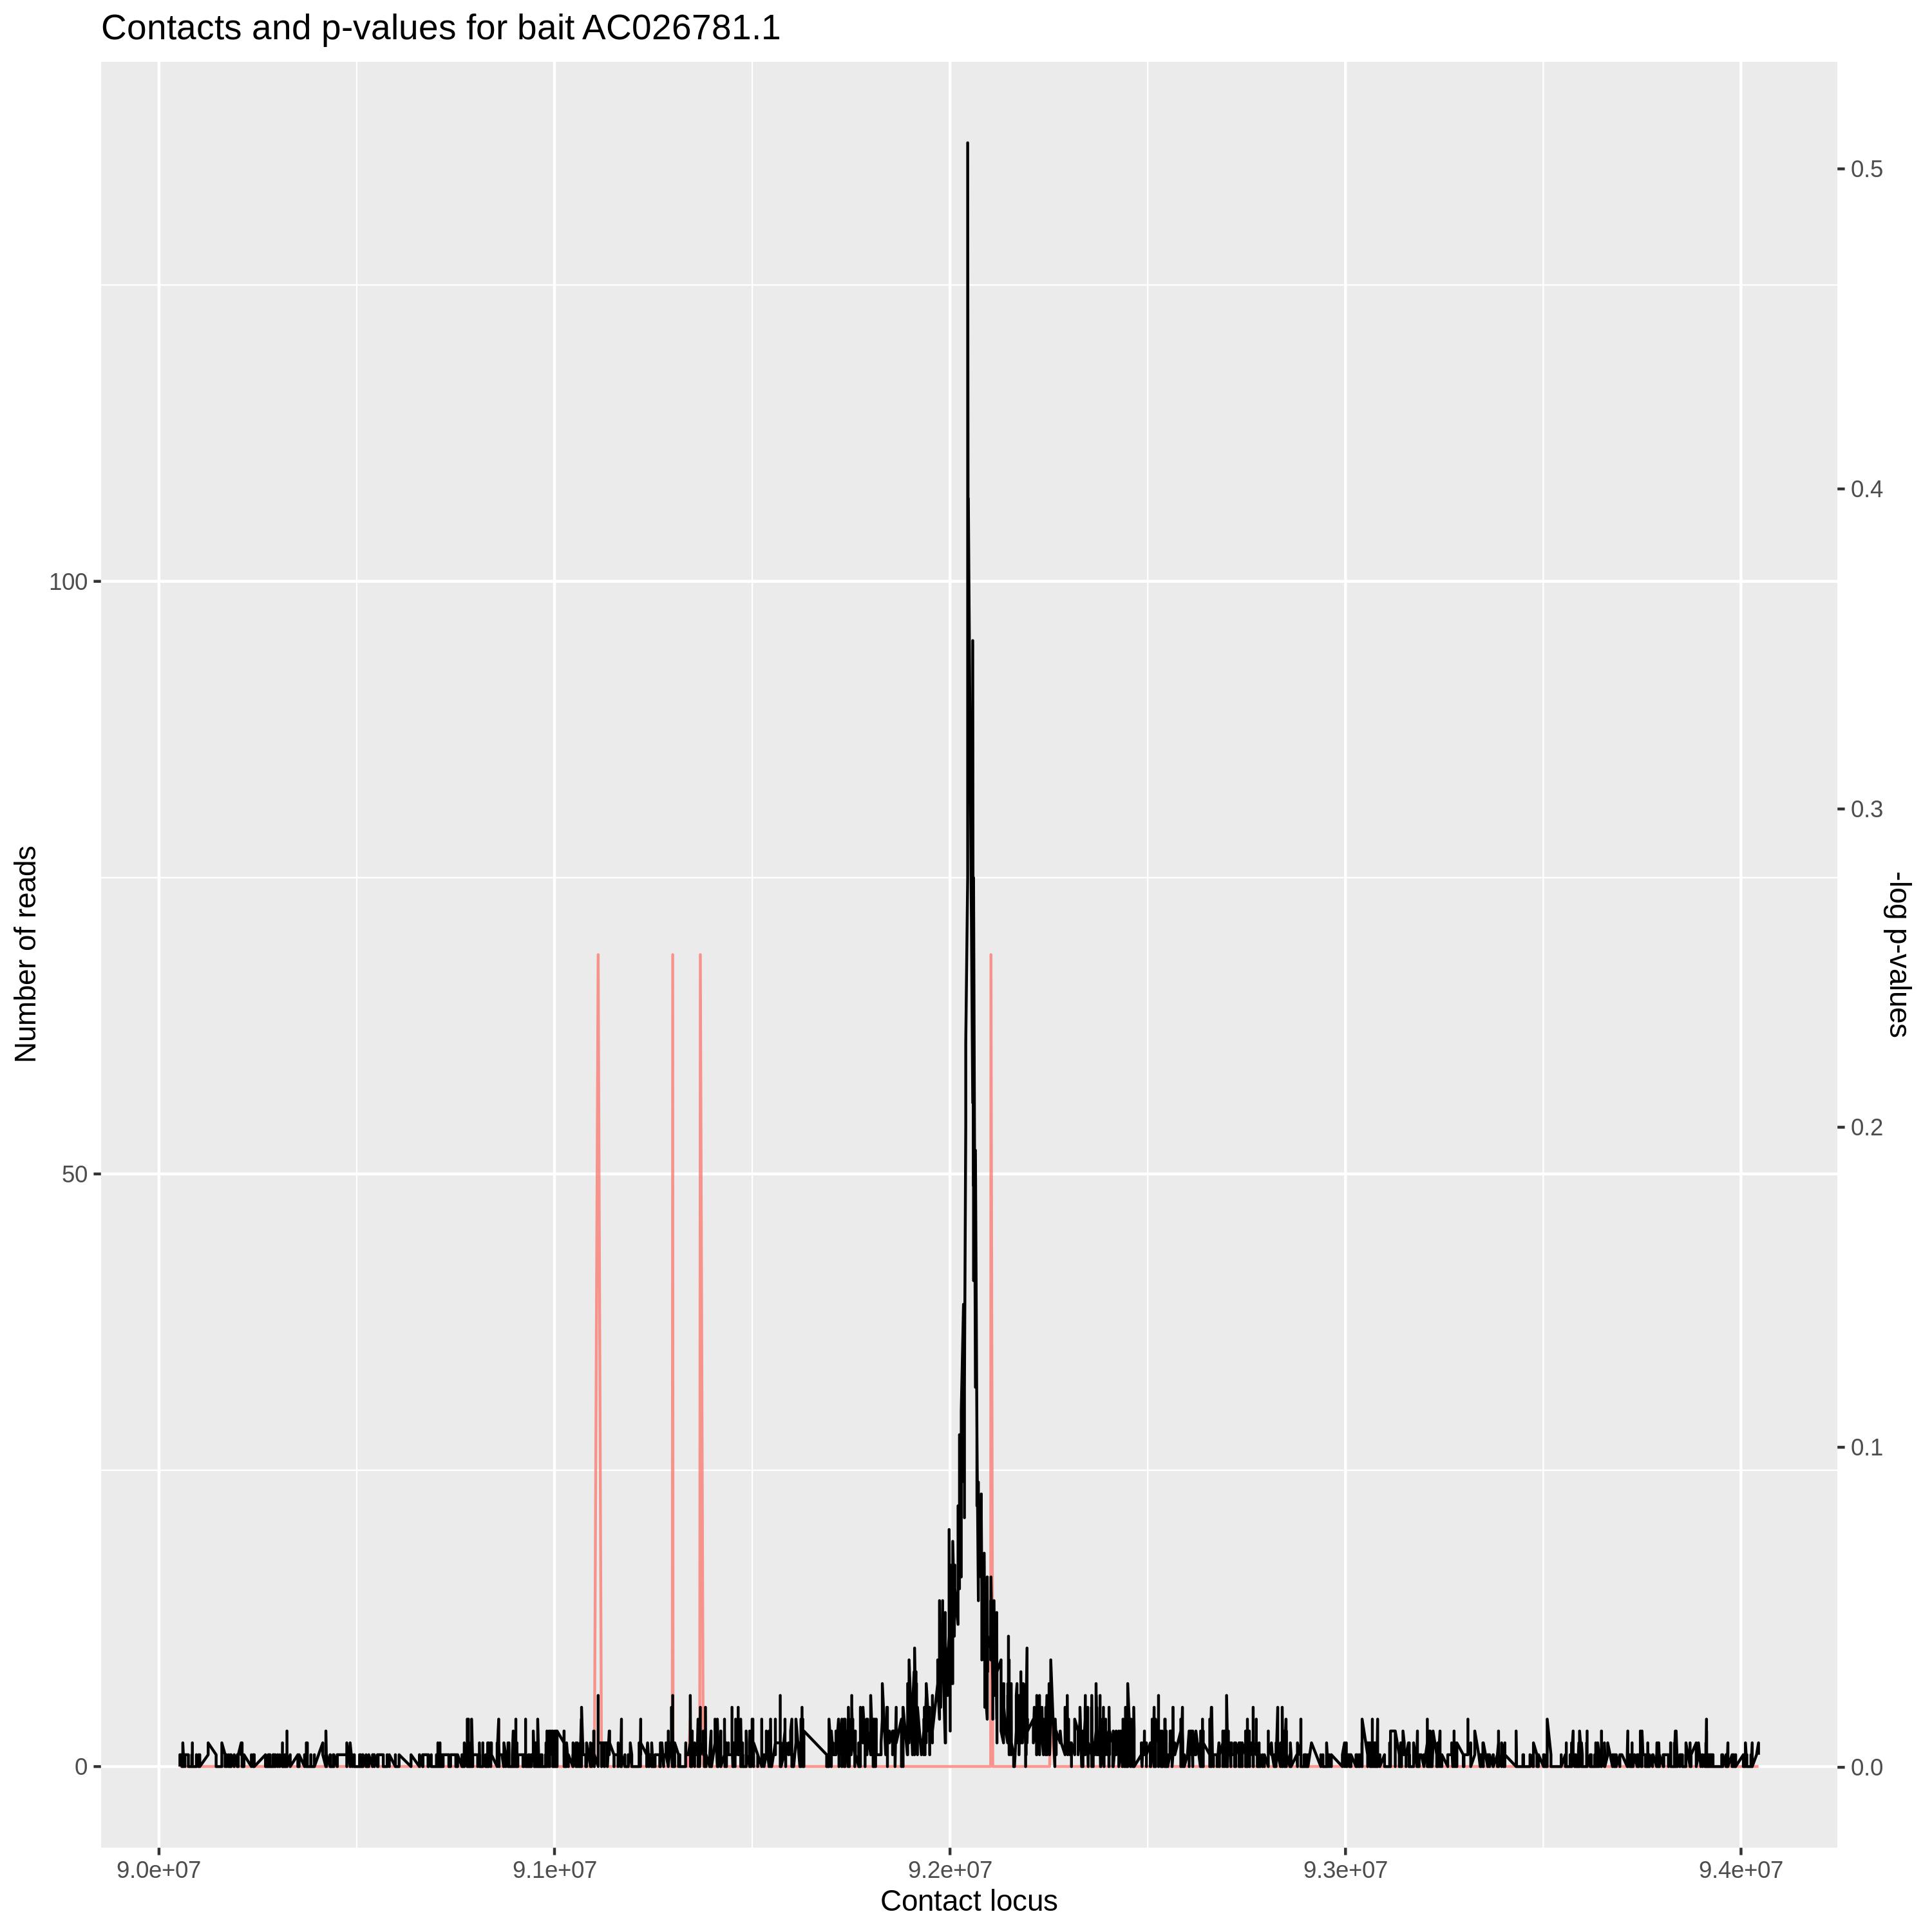 Contacts and p-values for bait AC026781.1
Number of reads
100
50
0
0.5
0.4
0.3
0.2
0.1
0.0
-log p-values
9.0e+07
9.1e+07
9.2e+07
9.3e+07
9.4e+07
Contact locus